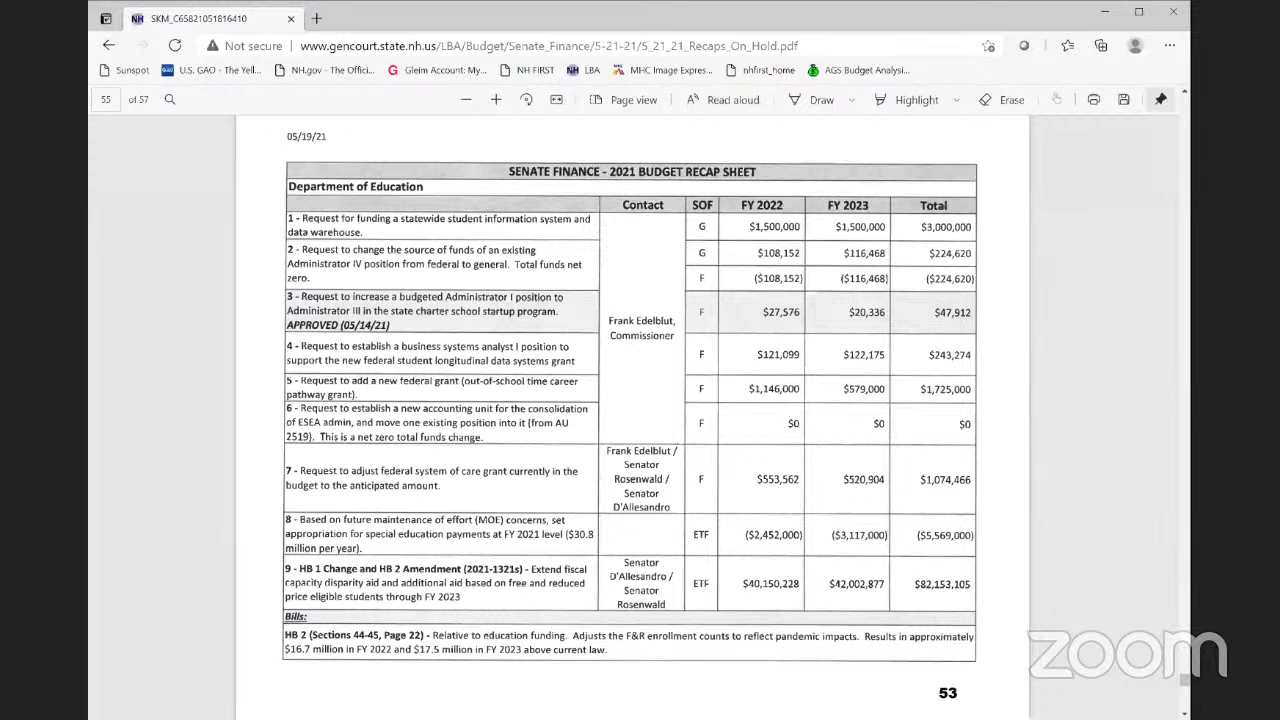 SKM_C65821051816410
Not secure | www.gencourt.state.nh.us/LBA/Budget/Senate_Finance/5-21-21/5_21_21_Recaps_On_Hold.pdf
Sunspot U.S. GAO - The Yell... NH.gov - The Offici... Gleim Account: My... NH FIRST LBA MHC Image Expres... nhfirst_home AGS Budget Analysi...
55 of 57 Page view Read aloud Draw Highlight Erase
05/19/21
SENATE FINANCE - 2021 BUDGET RECAP SHEET
Department of Education
Contact SOF FY 2022 FY 2023 Total
1 - Request for funding a statewide student information system and
data warehouse.
G $1,500,000 $1,500,000 $3,000,000
2 - Request to change the source of funds of an existing
Administrator IV position from federal to general. Total funds net
zero.
G $108,152 $116,468 $224,620
F ($108,152) ($116,468) ($224,620)
3 - Request to increase a budgeted Administrator I position to
Administrator III in the state charter school startup program.
APPROVED (05/14/21)
F $27,576 $20,336 $47,912
Frank Edelblut,
Commissioner
4 - Request to establish a business systems analyst I position to
support the new federal student longitudinal data systems grant
F $121,099 $122,175 $243,274
5 - Request to add a new federal grant (out-of-school time career
pathway grant).
F $1,146,000 $579,000 $1,725,000
6 - Request to establish a new accounting unit for the consolidation
of ESEA admin, and move one existing position into it (from AU
2519). This is a net zero total funds change.
F $0 $0 $0
7 - Request to adjust federal system of care grant currently in the
budget to the anticipated amount.
Frank Edelblut /
Senator
Rosenwald /
Senator
D'Allesandro
F $553,562 $520,904 $1,074,466
8 - Based on future maintenance of effort (MOE) concerns, set
appropriation for special education payments at FY 2021 level ($30.8
million per year).
ETF ($2,452,000) ($3,117,000) ($5,569,000)
9 - HB 1 Change and HB 2 Amendment (2021-1321s) - Extend fiscal
capacity disparity aid and additional aid based on free and reduced
price eligible students through FY 2023
Senator
D'Allesandro /
Senator
Rosenwald
ETF $40,150,228 $42,002,877 $82,153,105
Bills:
HB 2 (Sections 44-45, Page 22) - Relative to education funding. Adjusts the F&R enrollment counts to reflect pandemic impacts. Results in approximately
$16.7 million in FY 2022 and $17.5 million in FY 2023 above current law.
53
zoom